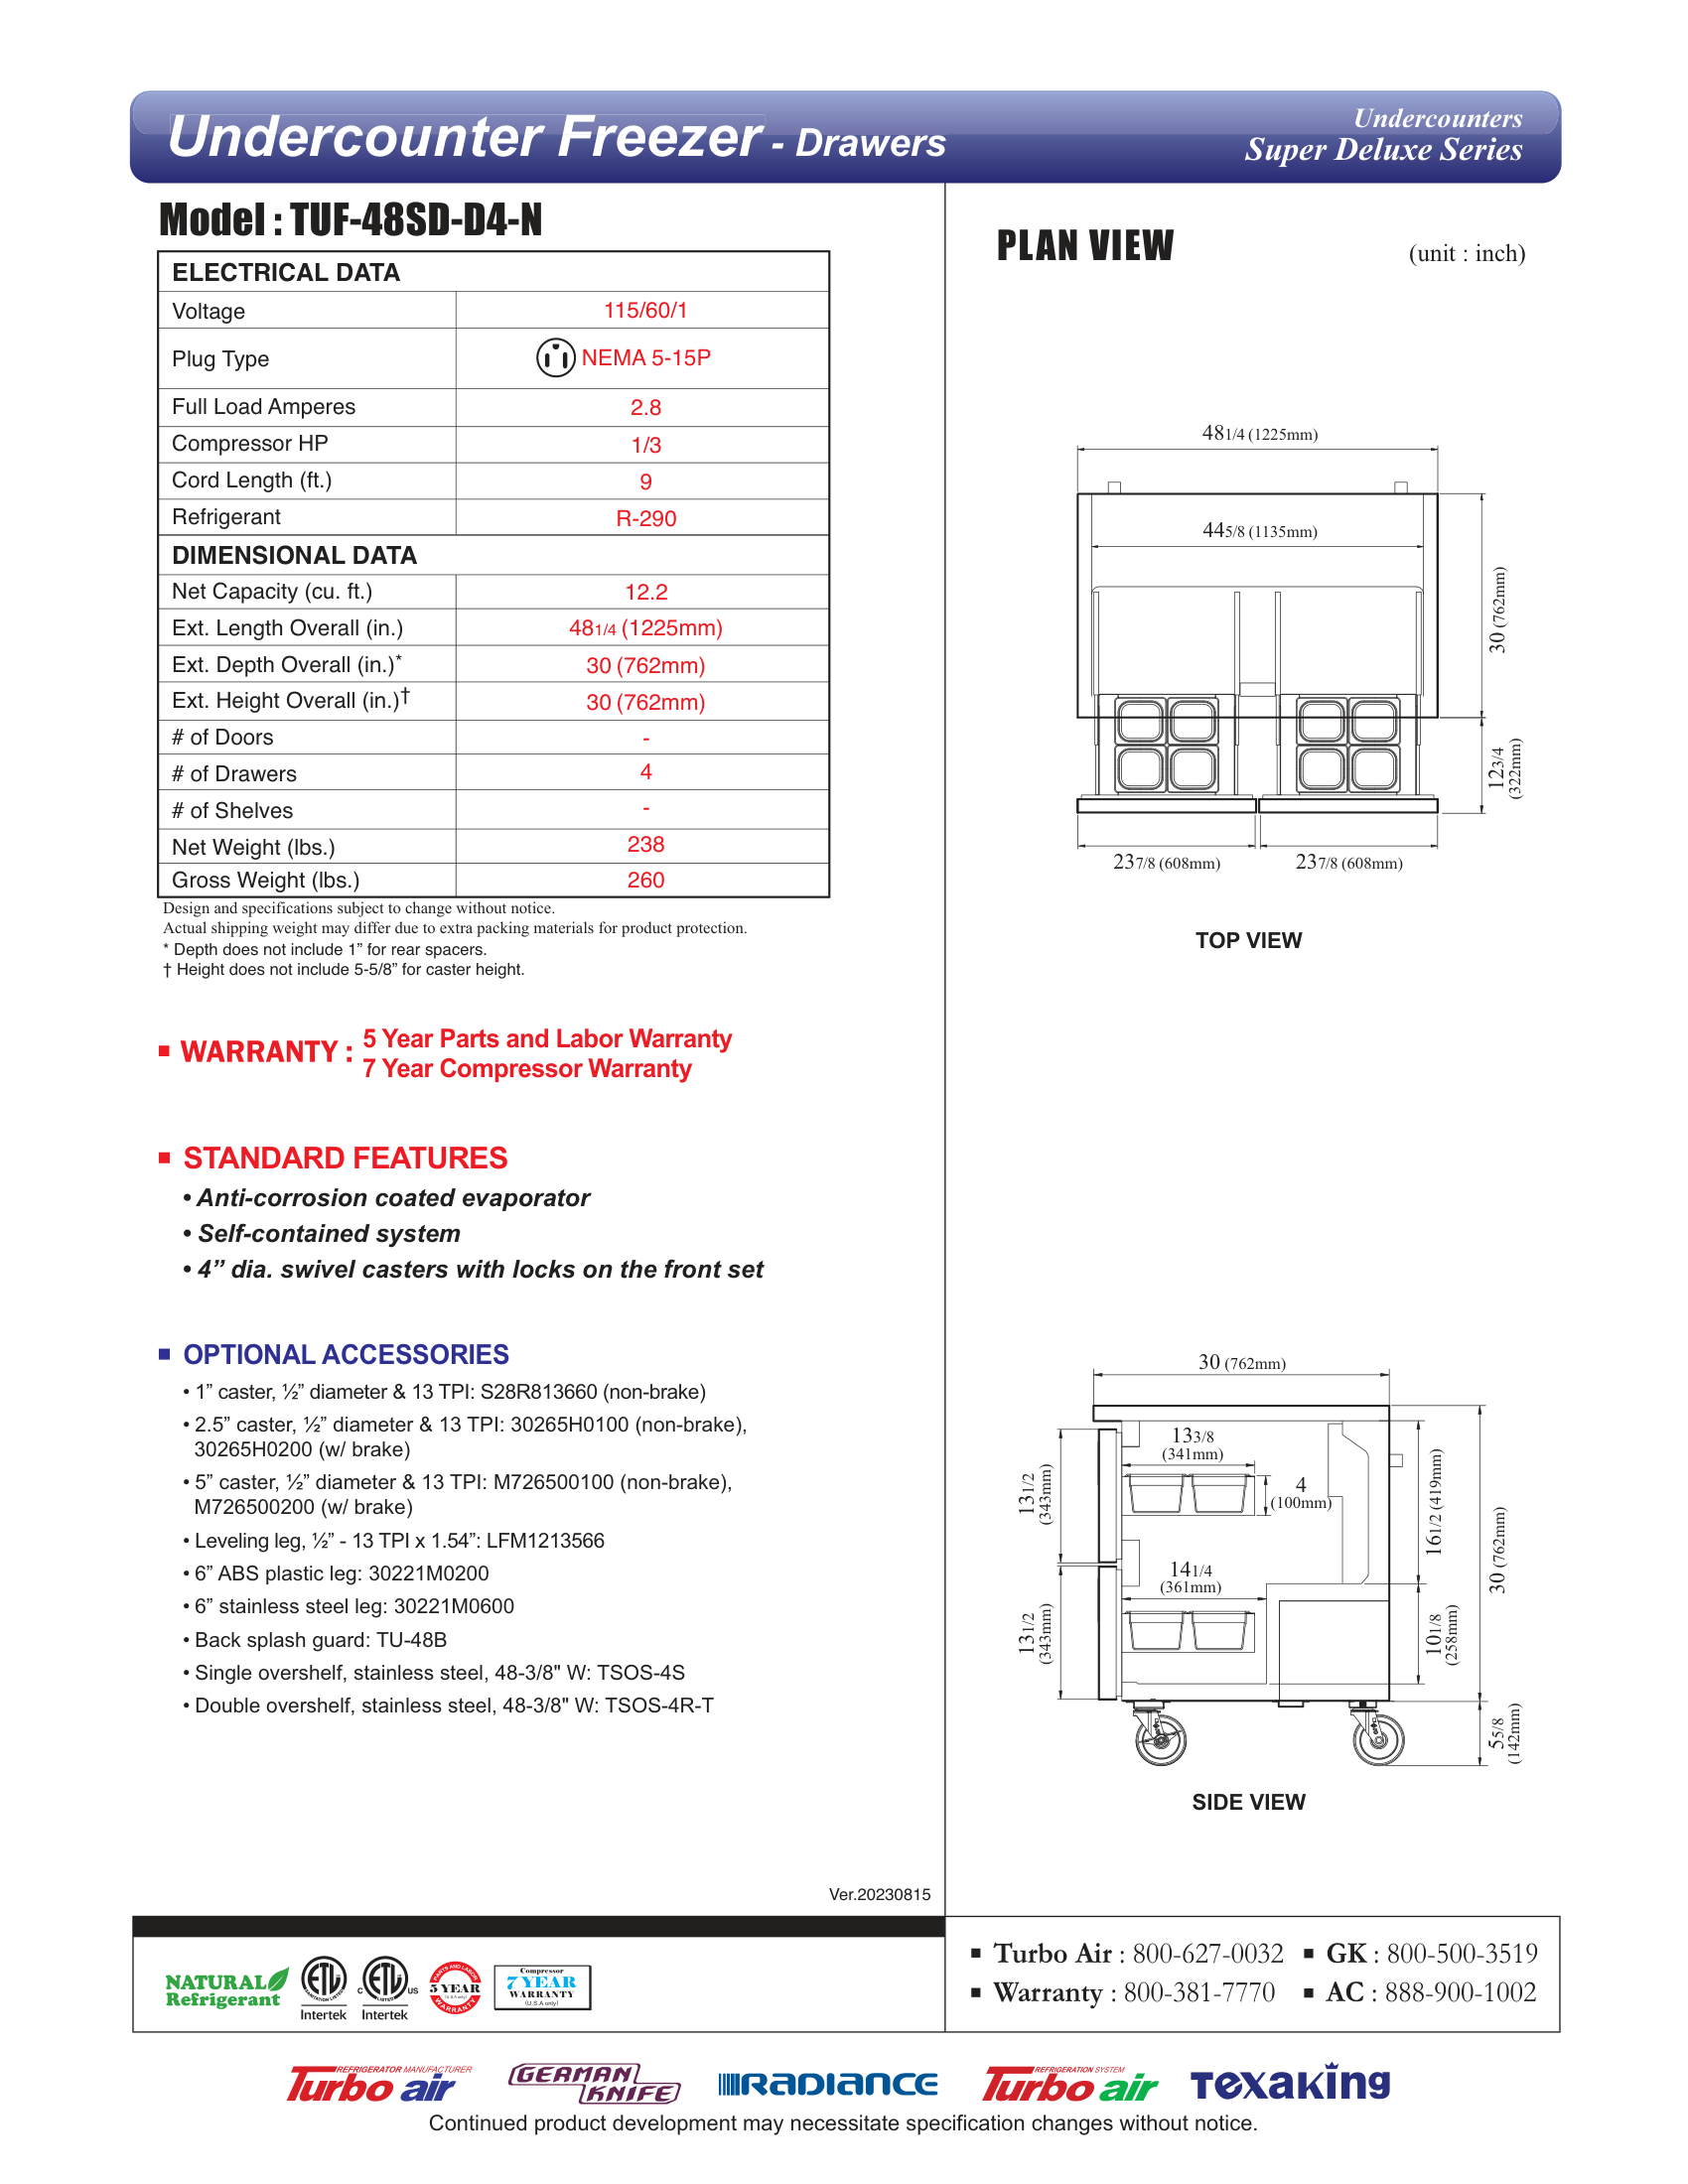 Undercounter Freezer - Drawers
Undercounters
Super Deluxe Series
Model : TUF-48SD-D4-N
ELECTRICAL DATA
Voltage 115/60/1
Plug Type NEMA 5-15P
Full Load Amperes 2.8
Compressor HP 1/3
Cord Length (ft.) 9
Refrigerant R-290
DIMENSIONAL DATA
Net Capacity (cu. ft.) 12.2
Ext. Length Overall (in.) 48 1/4 (1225mm)
Ext. Depth Overall (in.)* 30 (762mm)
Ext. Height Overall (in.)† 30 (762mm)
# of Doors -
# of Drawers 4
# of Shelves -
Net Weight (lbs.) 238
Gross Weight (lbs.) 260
Design and specifications subject to change without notice.
Actual shipping weight may differ due to extra packing materials for product protection.
* Depth does not include 1” for rear spacers.
† Height does not include 5-5/8” for caster height.
■ WARRANTY : 5 Year Parts and Labor Warranty
7 Year Compressor Warranty
■ STANDARD FEATURES
• Anti-corrosion coated evaporator
• Self-contained system
• 4” dia. swivel casters with locks on the front set
■ OPTIONAL ACCESSORIES
• 1” caster, ½” diameter & 13 TPI: S28R813660 (non-brake)
• 2.5” caster, ½” diameter & 13 TPI: 30265H0100 (non-brake),
30265H0200 (w/ brake)
• 5” caster, ½” diameter & 13 TPI: M726500100 (non-brake),
M726500200 (w/ brake)
• Leveling leg, ½” - 13 TPI x 1.54”: LFM1213566
• 6” ABS plastic leg: 30221M0200
• 6” stainless steel leg: 30221M0600
• Back splash guard: TU-48B
• Single overshelf, stainless steel, 48-3/8" W: TSOS-4S
• Double overshelf, stainless steel, 48-3/8" W: TSOS-4R-T
Ver.20230815
PLAN VIEW
(unit : inch)
48 1/4 (1225mm)
44 5/8 (1135mm)
30 (762mm)
12 3/4
(322mm)
23 7/8 (608mm)
23 7/8 (608mm)
TOP VIEW
30 (762mm)
13 3/8
(341mm)
4
(100mm)
13 1/2
(343mm)
16 1/2 (419mm)
30 (762mm)
14 1/4
(361mm)
13 1/2
(343mm)
10 1/8
(258mm)
5 5/8
(142mm)
SIDE VIEW
NATURAL
Refrigerant
ETL
SANITATION LISTED
Intertek
C ETL US
LISTED
Intertek
PARTS AND LABOR
5 YEAR
(U.S.A only)
WARRANTY
Compressor
7 YEAR
WARRANTY
(U.S.A only)
■ Turbo Air : 800-627-0032 ■ GK : 800-500-3519
■ Warranty : 800-381-7770 ■ AC : 888-900-1002
REFRIGERATOR MANUFACTURER
Turbo air
GERMAN
KNIFE
RADIANCE
REFRIGERATION SYSTEM
Turbo air
TEXAKING
Continued product development may necessitate specification changes without notice.